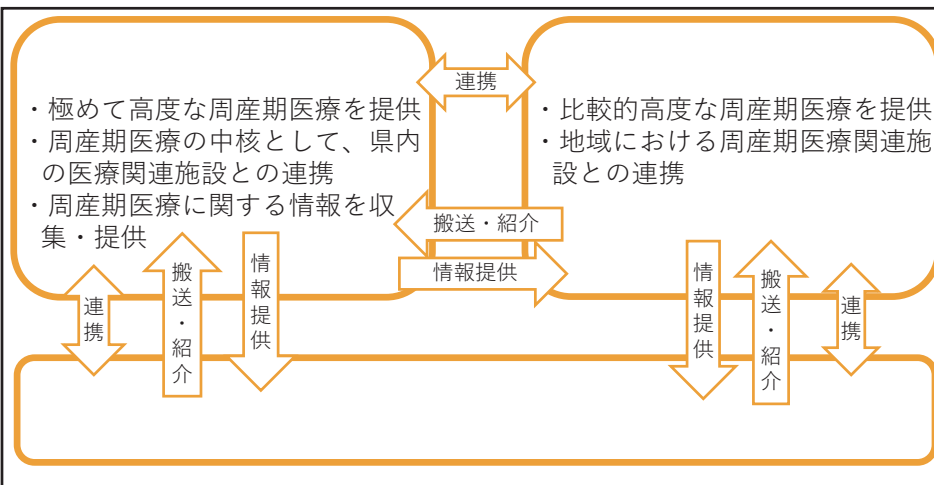 連携
・極めて高度な周産期医療を提供
・周産期医療の中核として、県内
の医療関連施設との連携
・周産期医療に関する情報を収
集・提供
・比較的高度な周産期医療を提供
・地域における周産期医療関連施
設との連携
搬送・紹介
情報提供
連携
搬送・紹介
情報提供
情報提供
搬送・紹介
連携